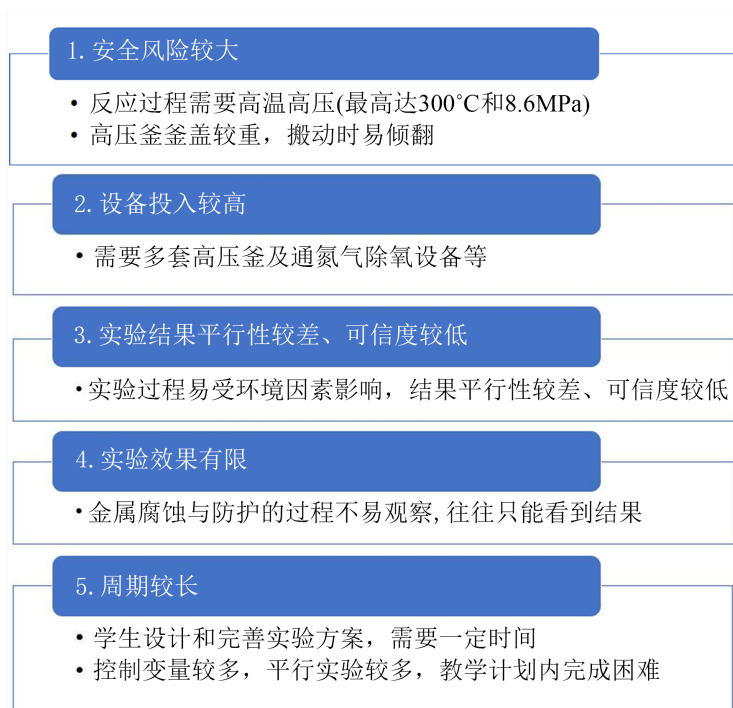 1.安全风险较大
• 反应过程需要高温高压(最高达300°C和8.6MPa)
• 高压釜釜盖较重，搬动时易倾翻
2.设备投入较高
• 需要多套高压釜及通氮气除氧设备等
3.实验结果平行性较差、可信度较低
• 实验过程易受环境因素影响，结果平行性较差、可信度较低
4.实验效果有限
• 金属腐蚀与防护的过程不易观察,往往只能看到结果
5.周期较长
• 学生设计和完善实验方案，需要一定时间
• 控制变量较多，平行实验较多，教学计划内完成困难